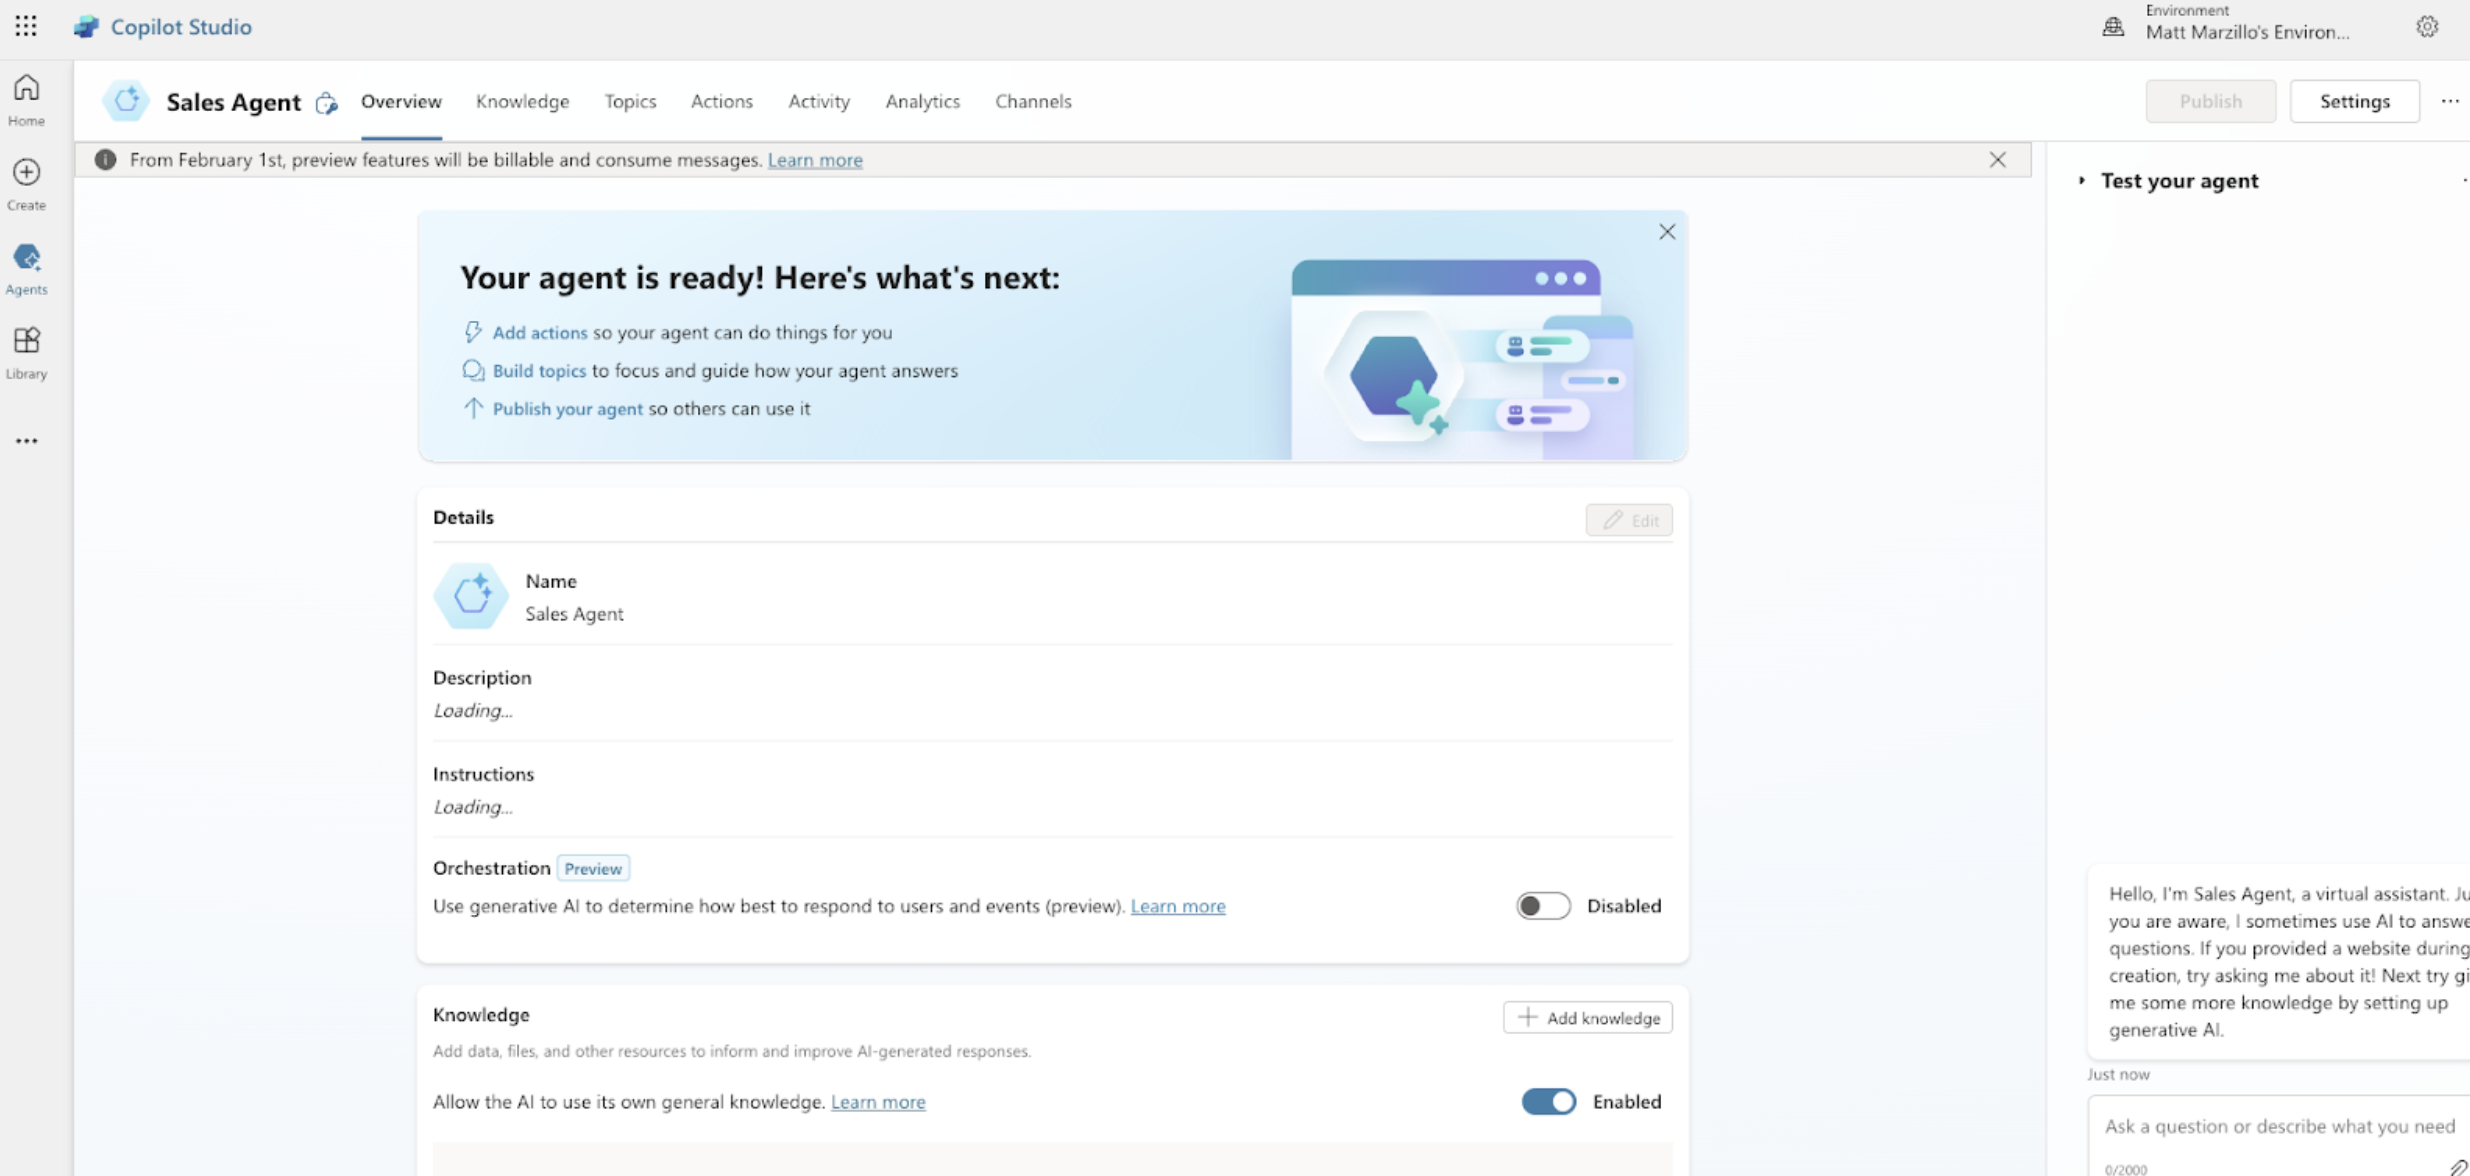 Copilot Studio
Environment
Matt Marzillo's Environ...
Home
Create
Agents
Library
Sales Agent
Overview
Knowledge
Topics
Actions
Activity
Analytics
Channels
Publish
Settings
From February 1st, preview features will be billable and consume messages. Learn more
Your agent is ready! Here's what's next:
Add actions so your agent can do things for you
Build topics to focus and guide how your agent answers
Publish your agent so others can use it
Details
Edit
Name
Sales Agent
Description
Loading...
Instructions
Loading...
Orchestration Preview
Use generative AI to determine how best to respond to users and events (preview). Learn more
Disabled
Knowledge
Add knowledge
Add data, files, and other resources to inform and improve AI-generated responses.
Allow the AI to use its own general knowledge. Learn more
Enabled
Test your agent
Hello, I'm Sales Agent, a virtual assistant. Ju
you are aware, I sometimes use AI to answe
questions. If you provided a website during
creation, try asking me about it! Next try gi
me some more knowledge by setting up
generative AI.
Just now
Ask a question or describe what you need
0/2000